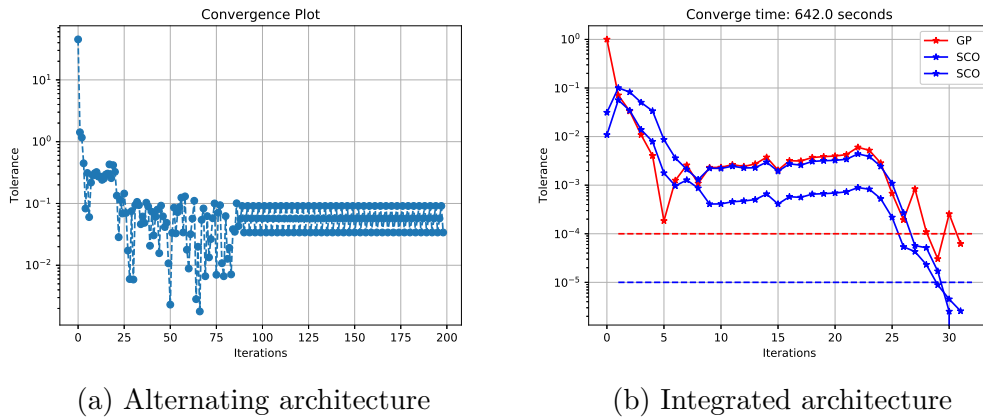 Convergence Plot
Tolerance
10^1
10^0
10^-1
10^-2
0 25 50 75 100 125 150 175 200
Iterations
(a) Alternating architecture
Converge time: 642.0 seconds
GP
SCO
SCO
Tolerance
10^0
10^-1
10^-2
10^-3
10^-4
10^-5
0 5 10 15 20 25 30
Iterations
(b) Integrated architecture